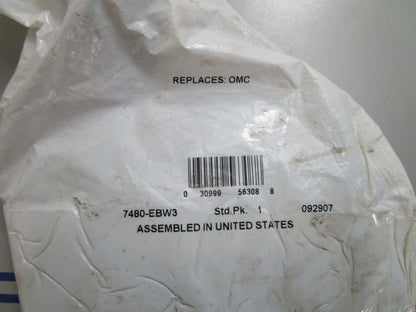 REPLACES: OMC
0 30999 56308 8
7480-EBW3 Std.Pk. 1 092907
ASSEMBLED IN UNITED STATES